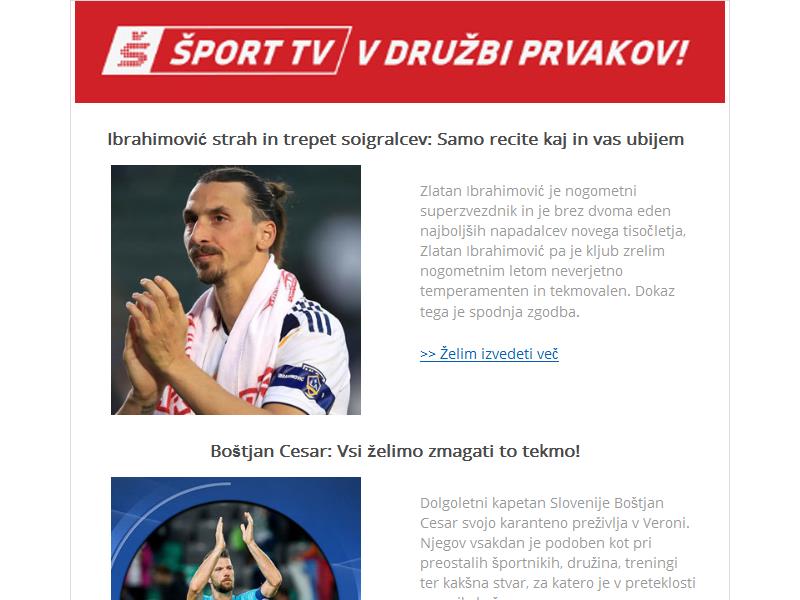 ŠPORT TV V DRUŽBI PRVAKOV!
Ibrahimović strah in trepet soigralcev: Samo recite kaj in vas ubijem
Zlatan Ibrahimović je nogometni
superzvezdnik in je brez dvoma eden
najboljših napadalcev novega tisočletja,
Zlatan Ibrahimović pa je kljub zrelim
nogometnim letom neverjetno
temperamenten in tekmovalen. Dokaz
tega je spodnja zgodba.
>> Želim izvedeti več
IBRAHIMOVIĆ
Boštjan Cesar: Vsi želimo zmagati to tekmo!
Dolgoletni kapetan Slovenije Boštjan
Cesar svojo karanteno preživlja v Veroni.
Njegov vsakdan je podoben kot pri
preostalih športnikih, družina, treningi
ter kakšna stvar, za katero je v preteklosti